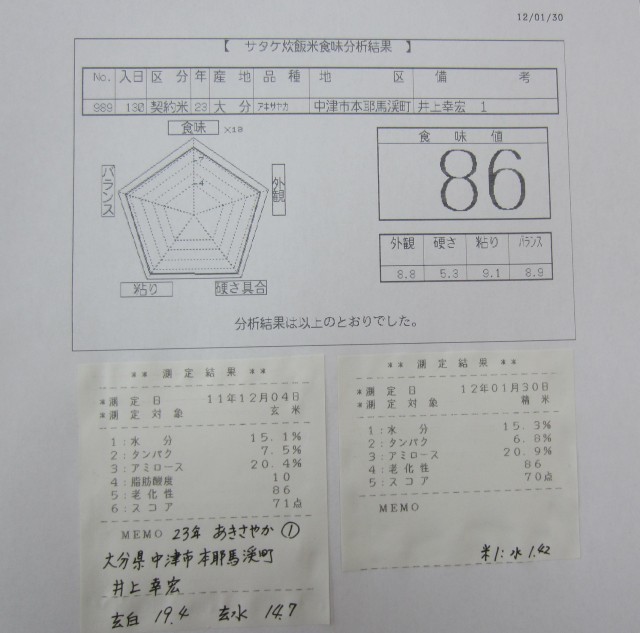 12/01/30
【 サタケ炊飯米食味分析結果 】
No. 入日 区分 年 産地 品種 地区 備考
989 130 契約米 23 大分 アキサヤカ 中津市本耶馬渓町 井上幸宏 1
食味 ×10
7
4
バランス
外観
粘り
硬さ具合
食味値
86
外観 硬さ 粘り バランス
8.8 5.3 9.1 8.9
分析結果は以上のとおりでした。
** 測定結果 **
*測定日 11年12月04日
*測定対象 玄米
1:水分 15.1%
2:タンパク 7.5%
3:アミロース 20.4%
4:脂肪酸度 10
5:老化性 86
6:スコア 71点
MEMO 23年 あきさやか ①
大分県中津市本耶馬渓町
井上幸宏
玄白 19.4 玄水 14.7
** 測定結果 **
*測定日 12年01月30日
*測定対象 精米
1:水分 15.3%
2:タンパク 6.8%
3:アミロース 20.9%
4:老化性 86
5:スコア 70点
MEMO
米1:水1.42